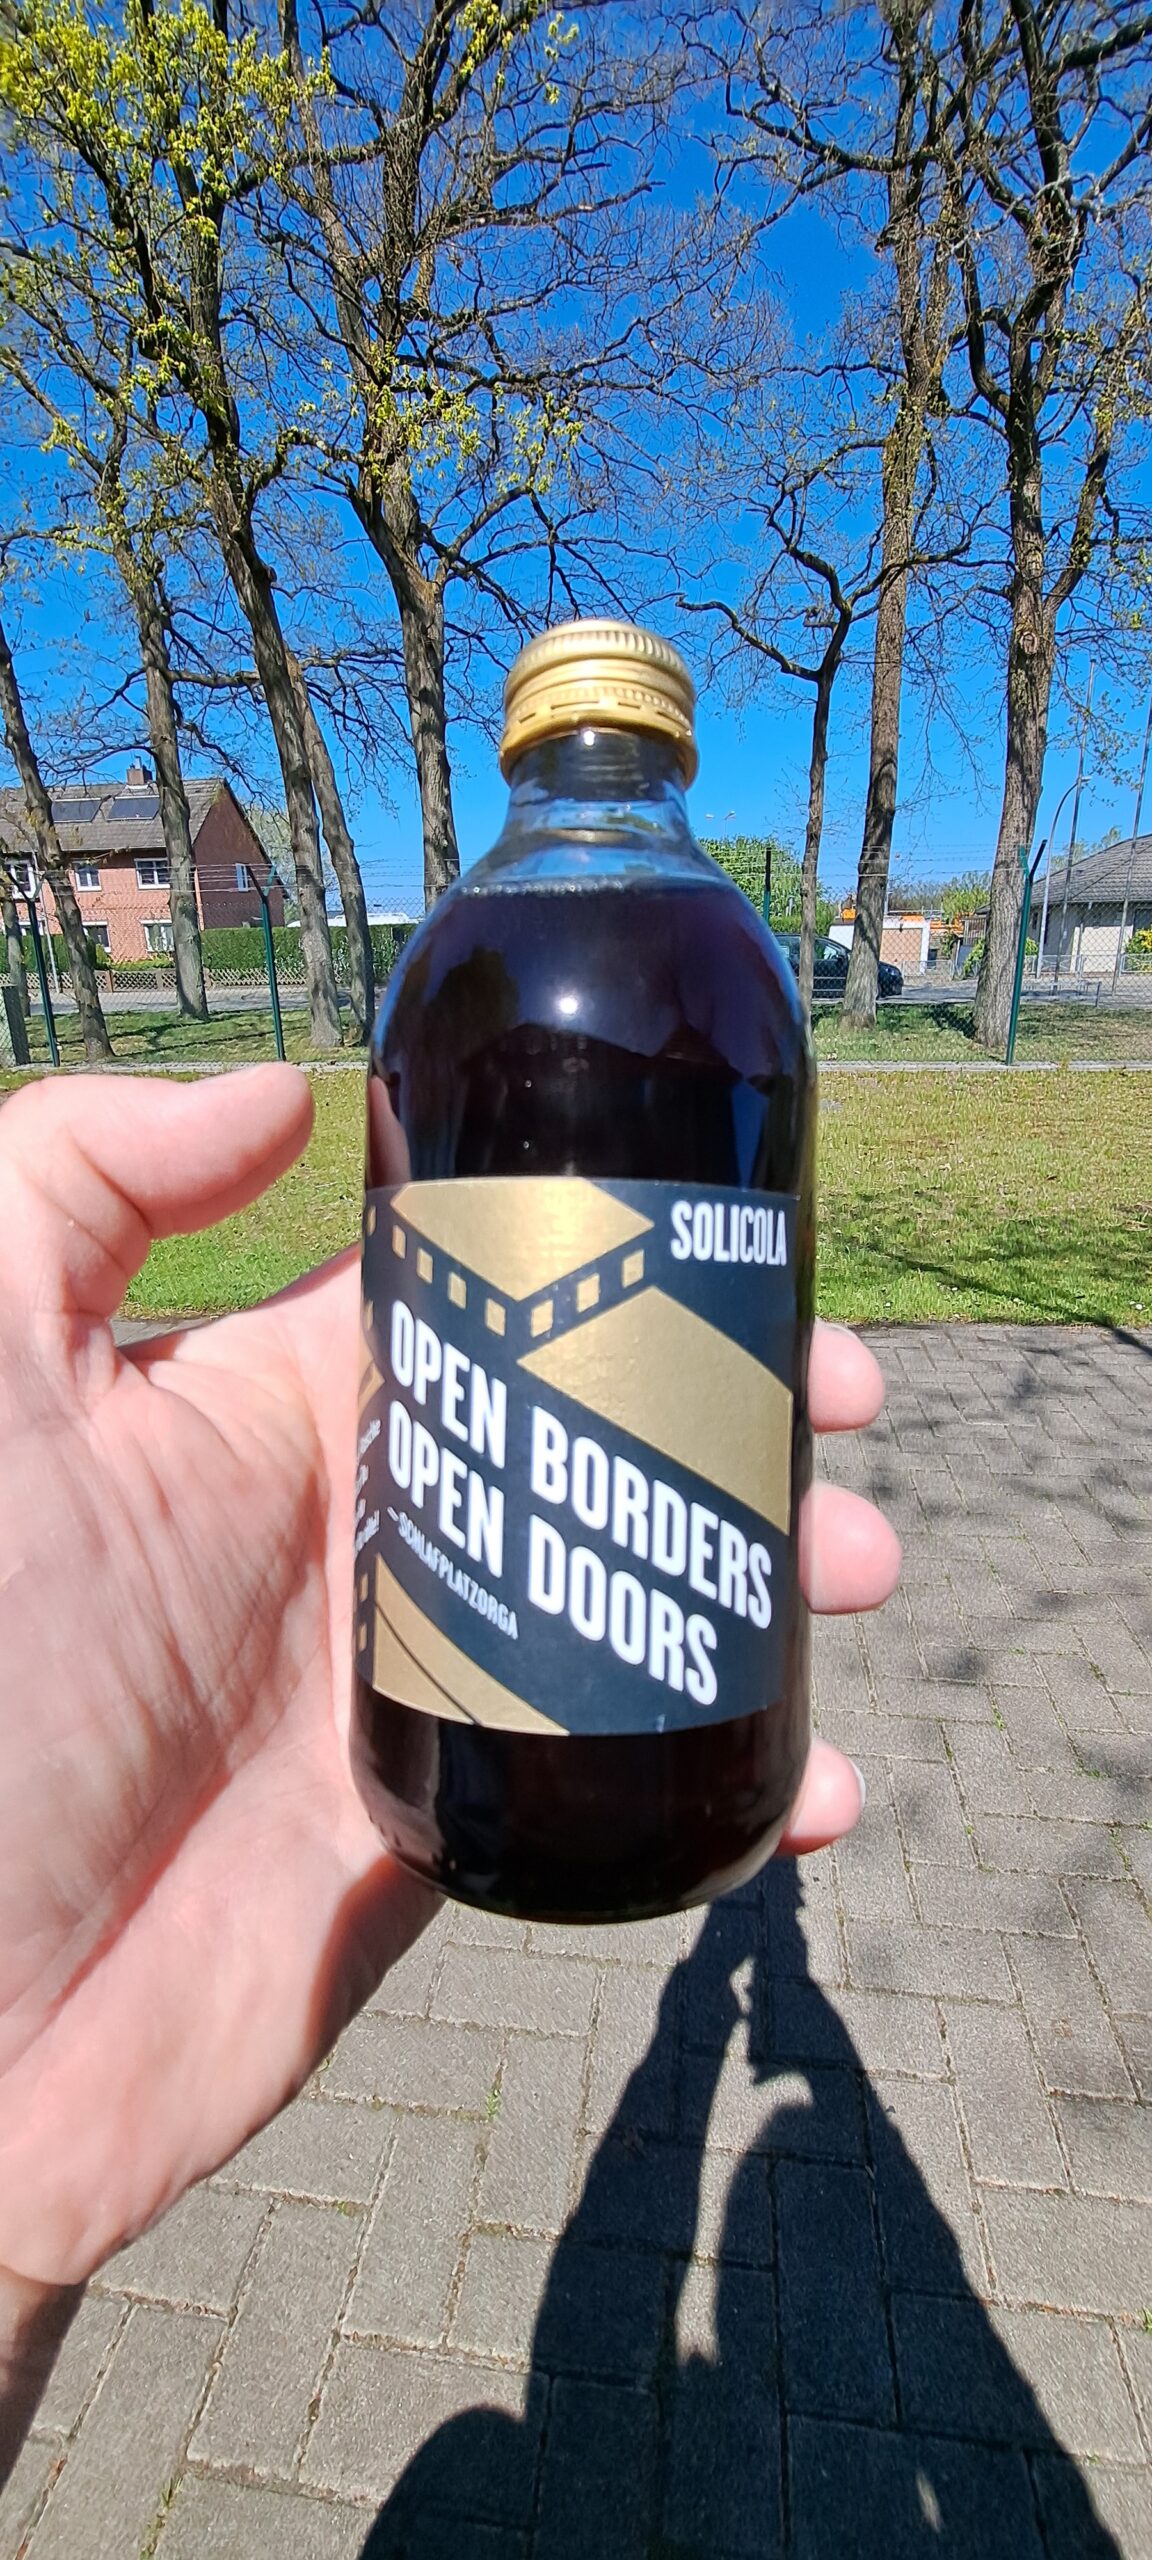 SOLICOLA
OPEN BORDERS
OPEN DOORS
– SCHLAFPLATZORGA